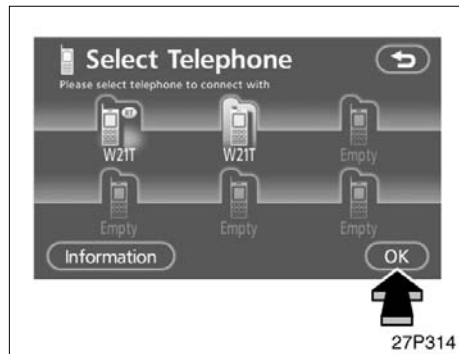 Select Telephone
Please select telephone to connect with
BT
W21T W21T Empty
Empty Empty Empty
Information OK
27P314